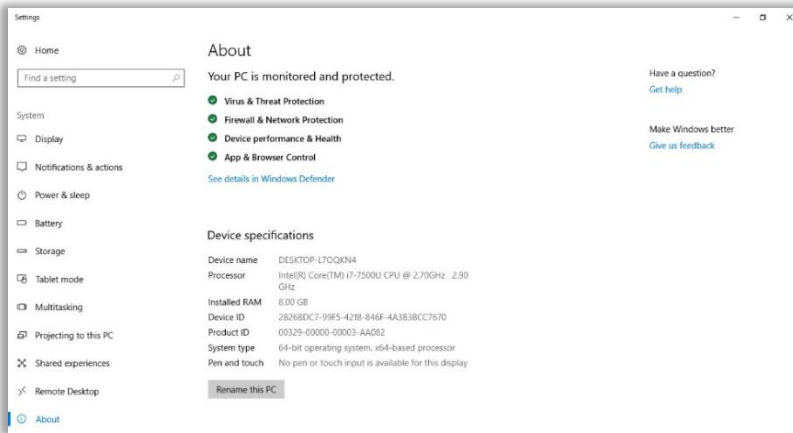 Settings
Home
Find a setting
System
Display
Notifications & actions
Power & sleep
Battery
Storage
Tablet mode
Multitasking
Projecting to this PC
Shared experiences
Remote Desktop
About
About
Your PC is monitored and protected.
Virus & Threat Protection
Firewall & Network Protection
Device performance & Health
App & Browser Control
See details in Windows Defender
Device specifications
Device name DESKTOP-L7OQKN4
Processor Intel(R) Core(TM) i7-7500U CPU @ 2.70GHz 2.90
GHz
Installed RAM 8.00 GB
Device ID 2826BDC7-99F5-4218-846F-4A3B3BCC7670
Product ID 00329-00000-00003-AA082
System type 64-bit operating system, x64-based processor
Pen and touch No pen or touch input is available for this display
Rename this PC
Have a question?
Get help
Make Windows better
Give us feedback